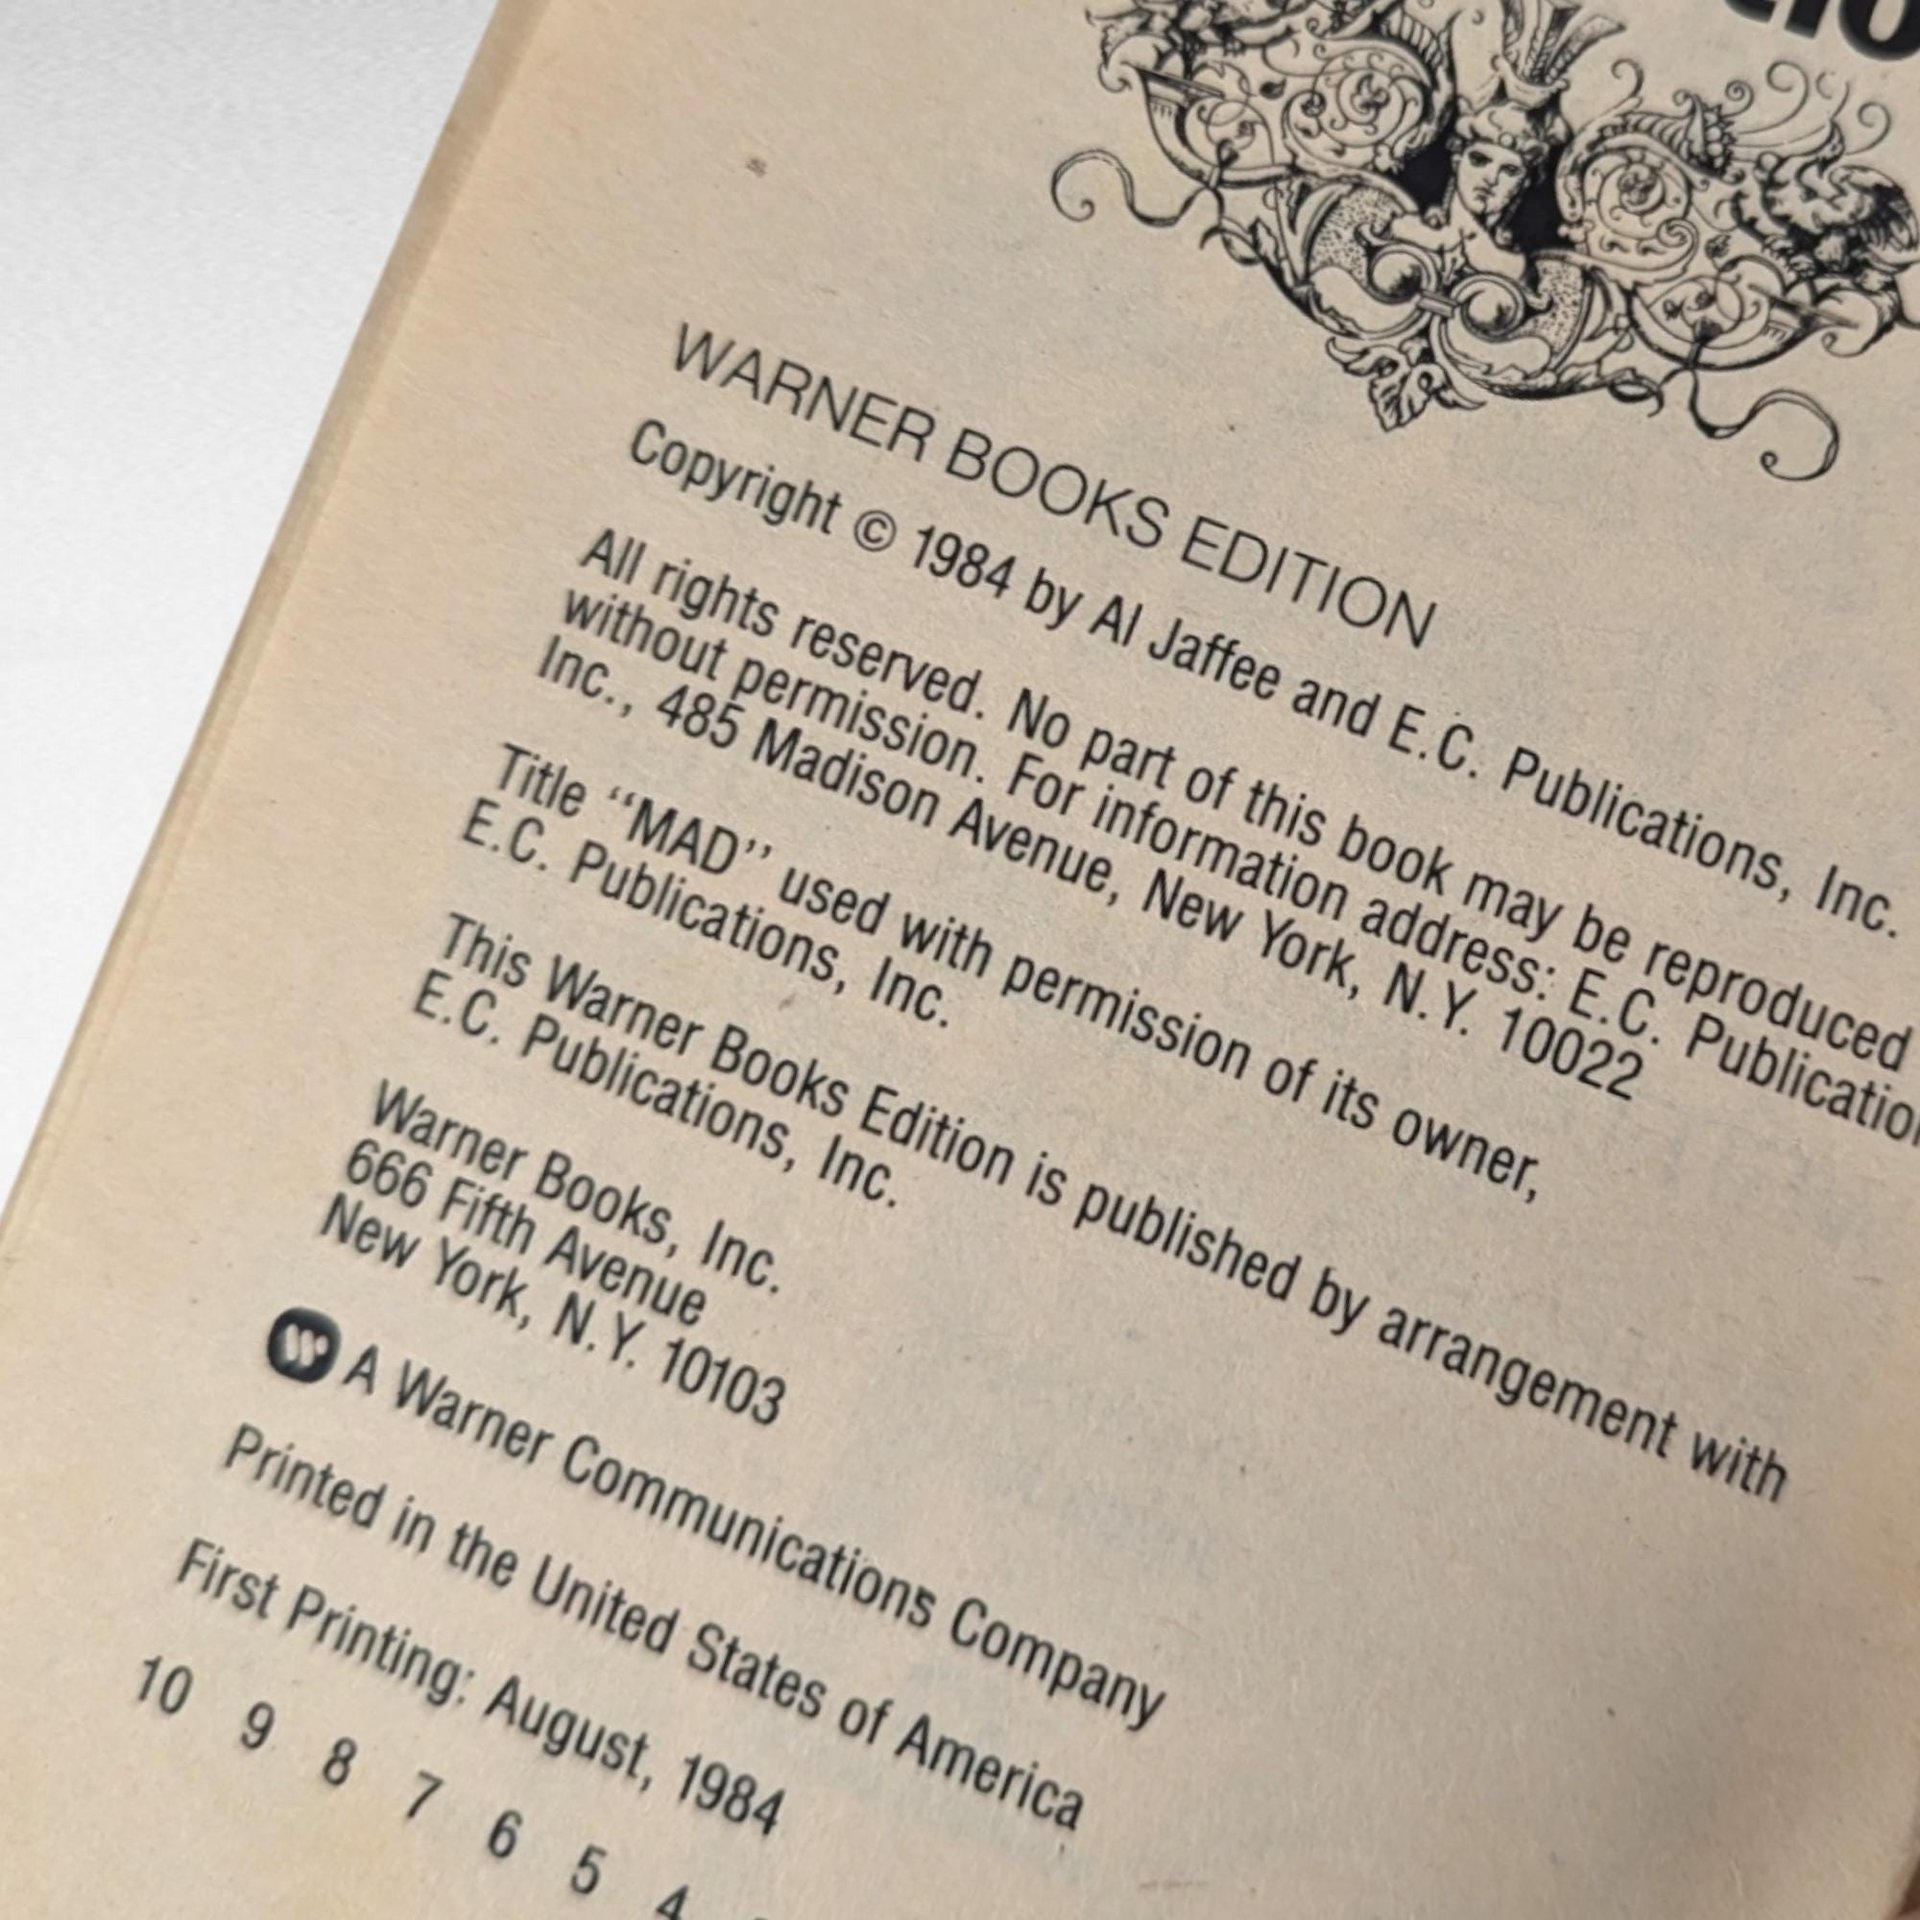 WARNER BOOKS EDITION
Copyright © 1984 by Al Jaffee and E.C. Publications, Inc.
All rights reserved. No part of this book may be reproduced
without permission. For information address: E.C.
Inc., 485 Madison Avenue, New York, N.Y. 10022
Title “MAD” used with permission of its owner,
E.C. Publications, Inc.
This Warner Books Edition is published by arrangement with
E.C. Publications, Inc.
Warner Books, Inc.
666 Fifth Avenue
New York, N.Y. 10103
A Warner Communications Company
Printed in the United States of America
First Printing: August, 1984
10 9 8 7 6 5 4